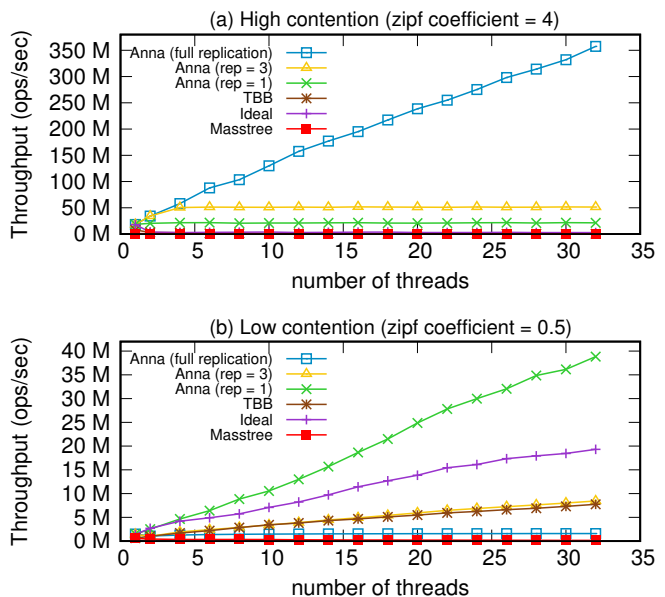 (a) High contention (zipf coefficient = 4)
Throughput (ops/sec)
350 M
300 M
250 M
200 M
150 M
100 M
50 M
0 M
Anna (full replication)
Anna (rep = 3)
Anna (rep = 1)
TBB
Ideal
Masstree
0 5 10 15 20 25 30 35
number of threads
(b) Low contention (zipf coefficient = 0.5)
Throughput (ops/sec)
40 M
35 M
30 M
25 M
20 M
15 M
10 M
5 M
0 M
Anna (full replication)
Anna (rep = 3)
Anna (rep = 1)
TBB
Ideal
Masstree
0 5 10 15 20 25 30 35
number of threads